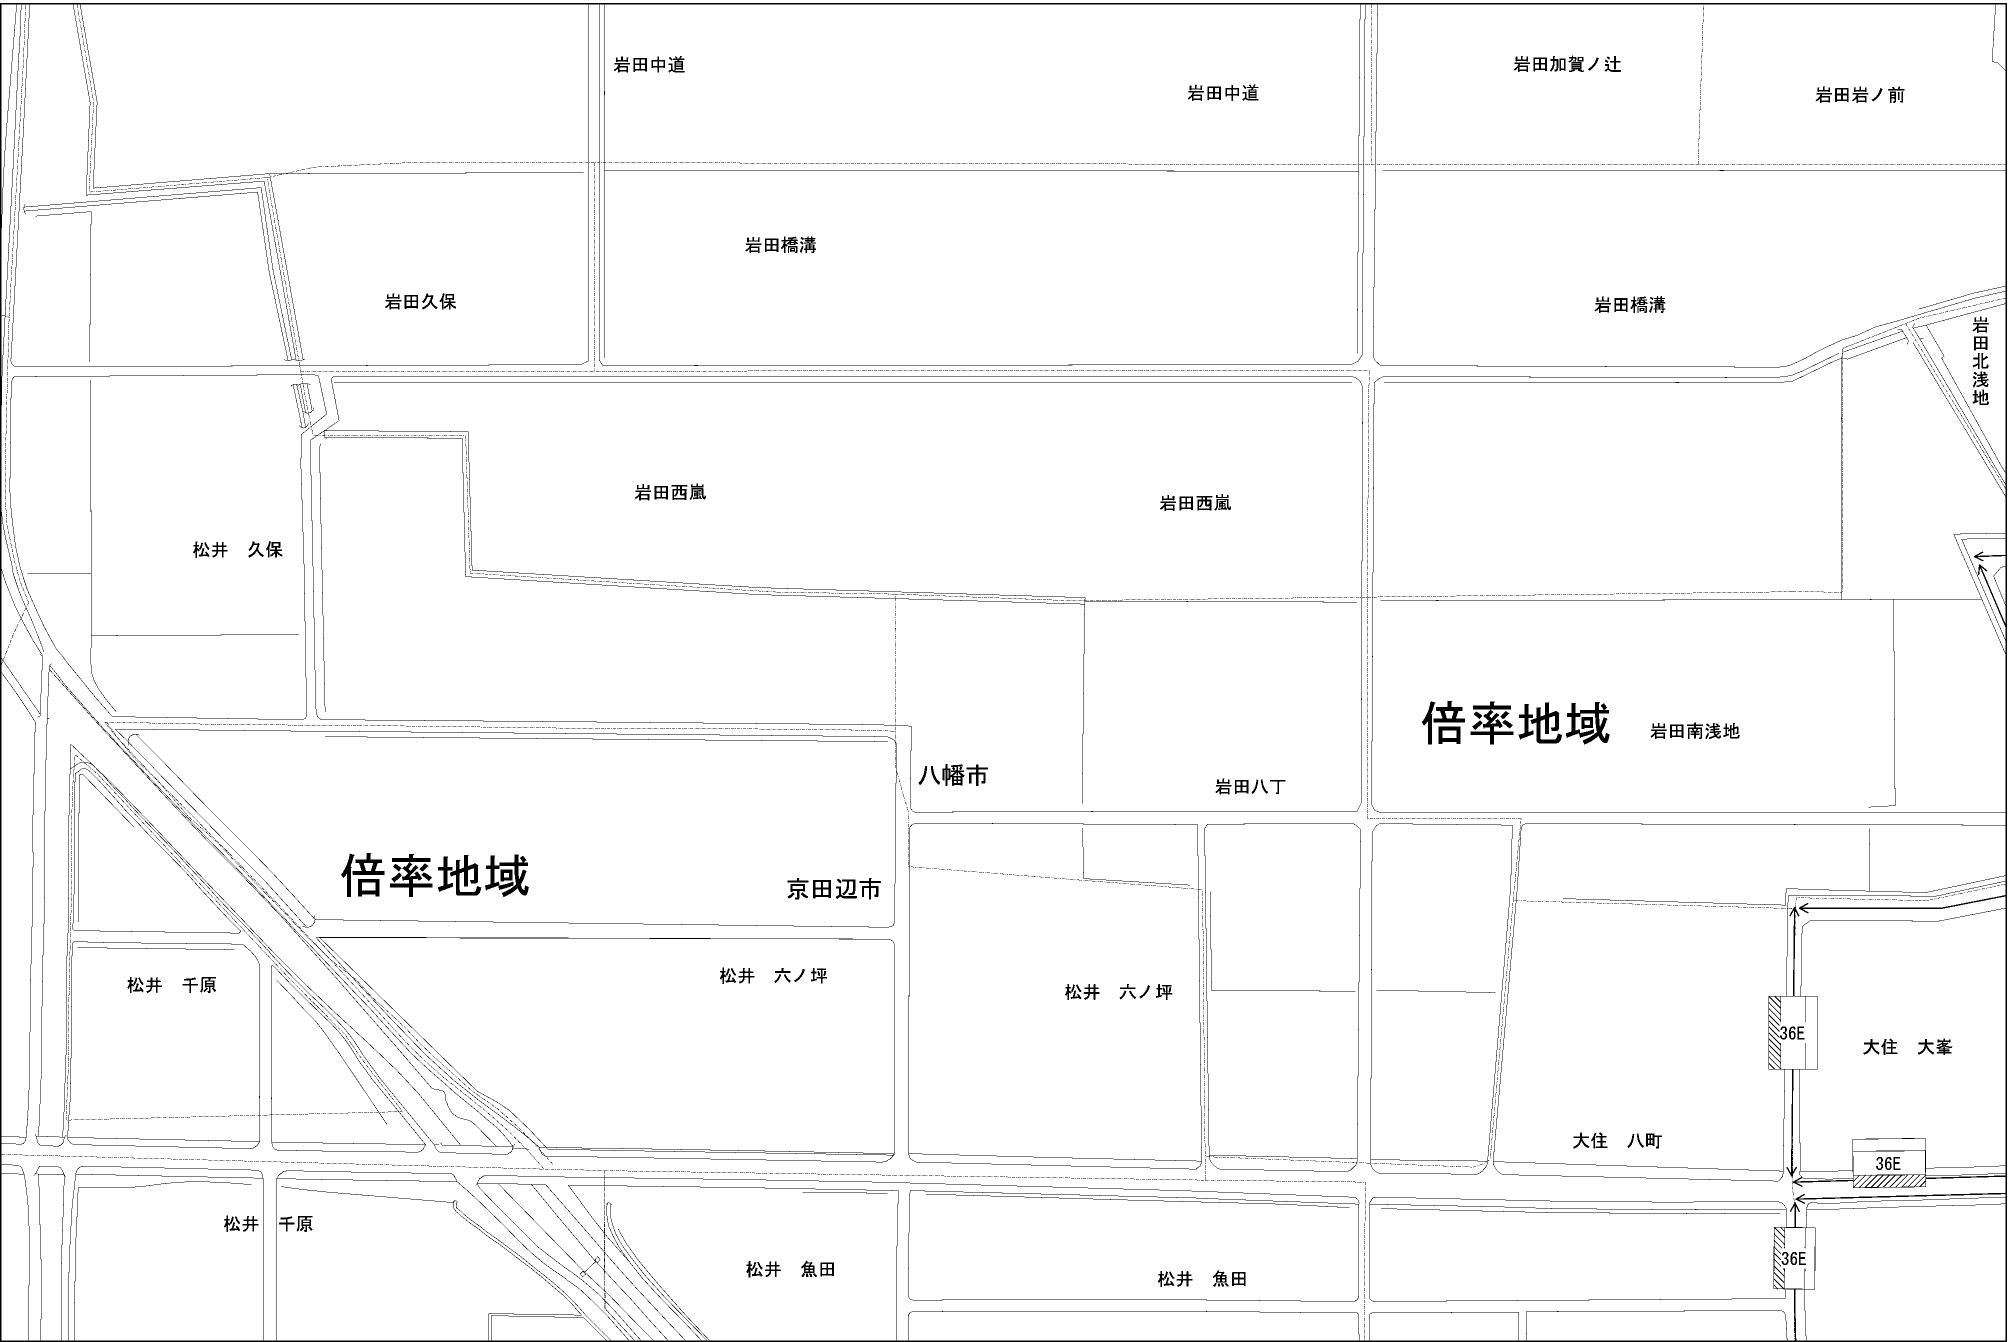 岩田中道
岩田加賀ノ辻
岩田中道
岩田岩ノ前
岩田橋溝
岩田久保
岩田橋溝
岩田北浅地
岩田西嵐
岩田西嵐
松井　久保
倍率地域
岩田南浅地
八幡市
岩田八丁
倍率地域
京田辺市
松井　六ノ坪
松井　千原
松井　六ノ坪
36E
大住　大峯
大住　八町
36E
松井　千原
36E
松井　魚田
松井　魚田